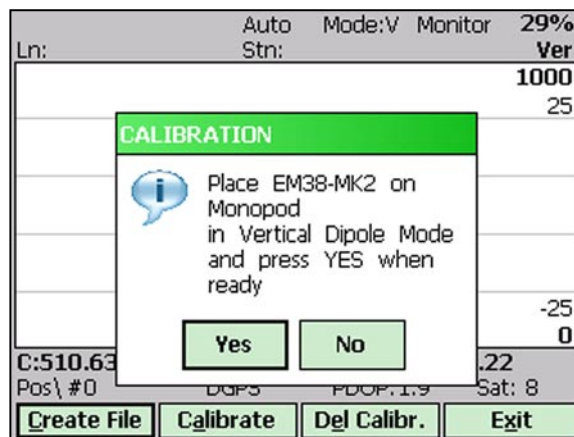 Auto Mode:V Monitor 29%
Ln: Stn: Ver
1000
25
CALIBRATION
Place EM38-MK2 on
Monopod
in Vertical Dipole Mode
and press YES when
ready
Yes No
-25
0
C:510.63 .22
Pos\ #0 DGPS PDOP:1.9 Sat: 8
Create File Calibrate Del Calibr. Exit